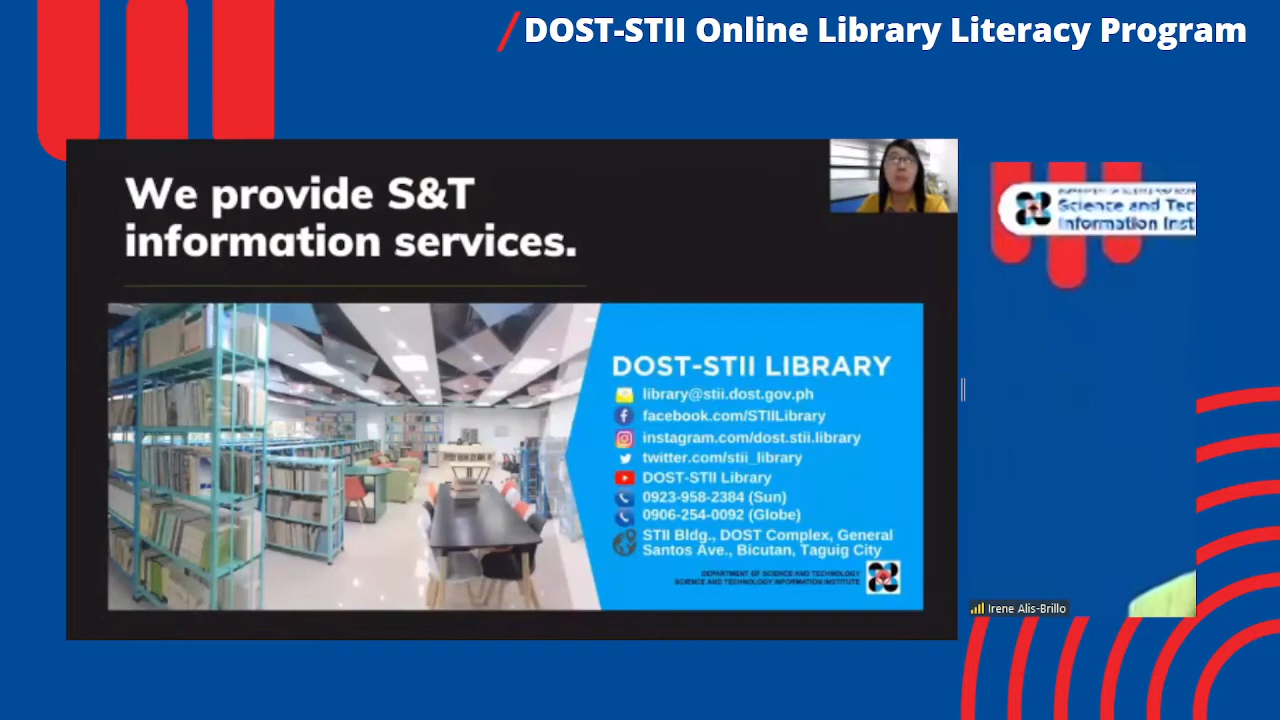 DOST-STII Online Library Literacy Program
We provide S&T
information services.
Science and Tec
Information Inst
DOST-STII LIBRARY
library@stii.dost.gov.ph
facebook.com/STIILibrary
instagram.com/dost.stii.library
twitter.com/stii_library
DOST-STII Library
0923-958-2384 (Sun)
0906-254-0092 (Globe)
STII Bldg., DOST Complex, General
Santos Ave., Bicutan, Taguig City
DEPARTMENT OF SCIENCE AND TECHNOLOGY
SCIENCE AND TECHNOLOGY INFORMATION INSTITUTE
Irene Alis-Brillo